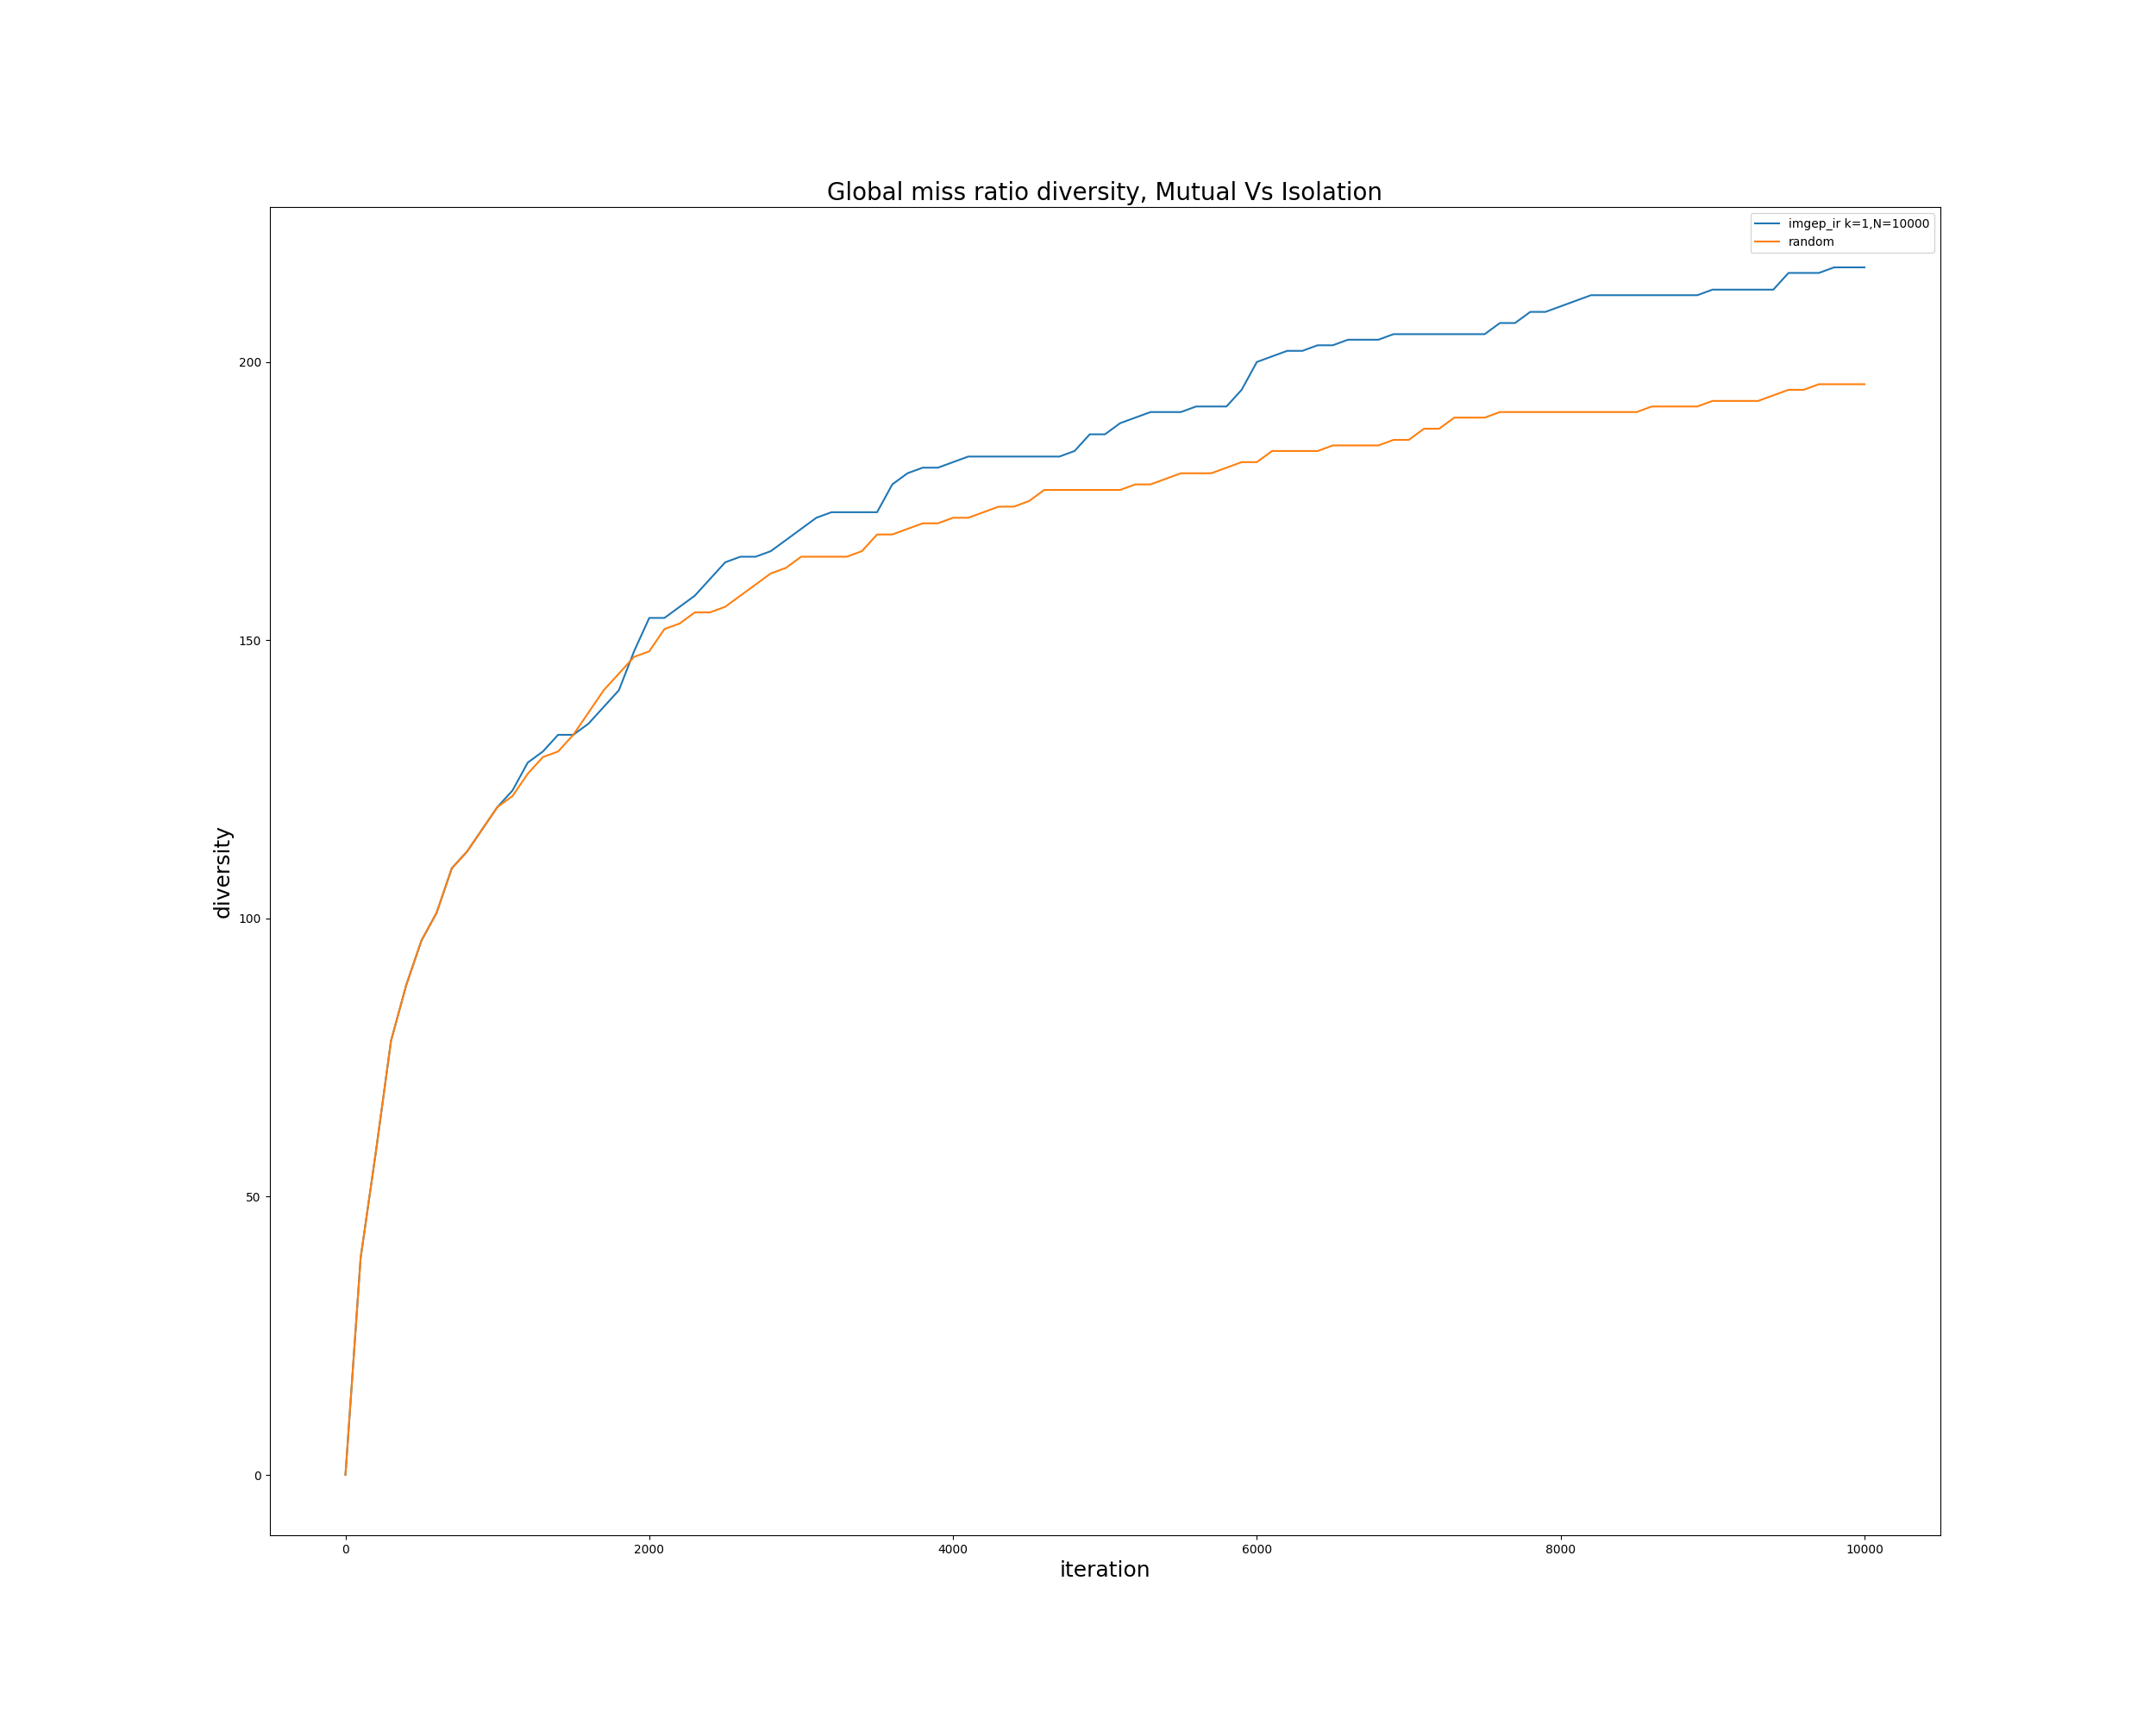 Global miss ratio diversity, Mutual Vs Isolation
imgep_ir k=1,N=10000
random
200
150
100
50
0
diversity
0 2000 4000 6000 8000 10000
iteration